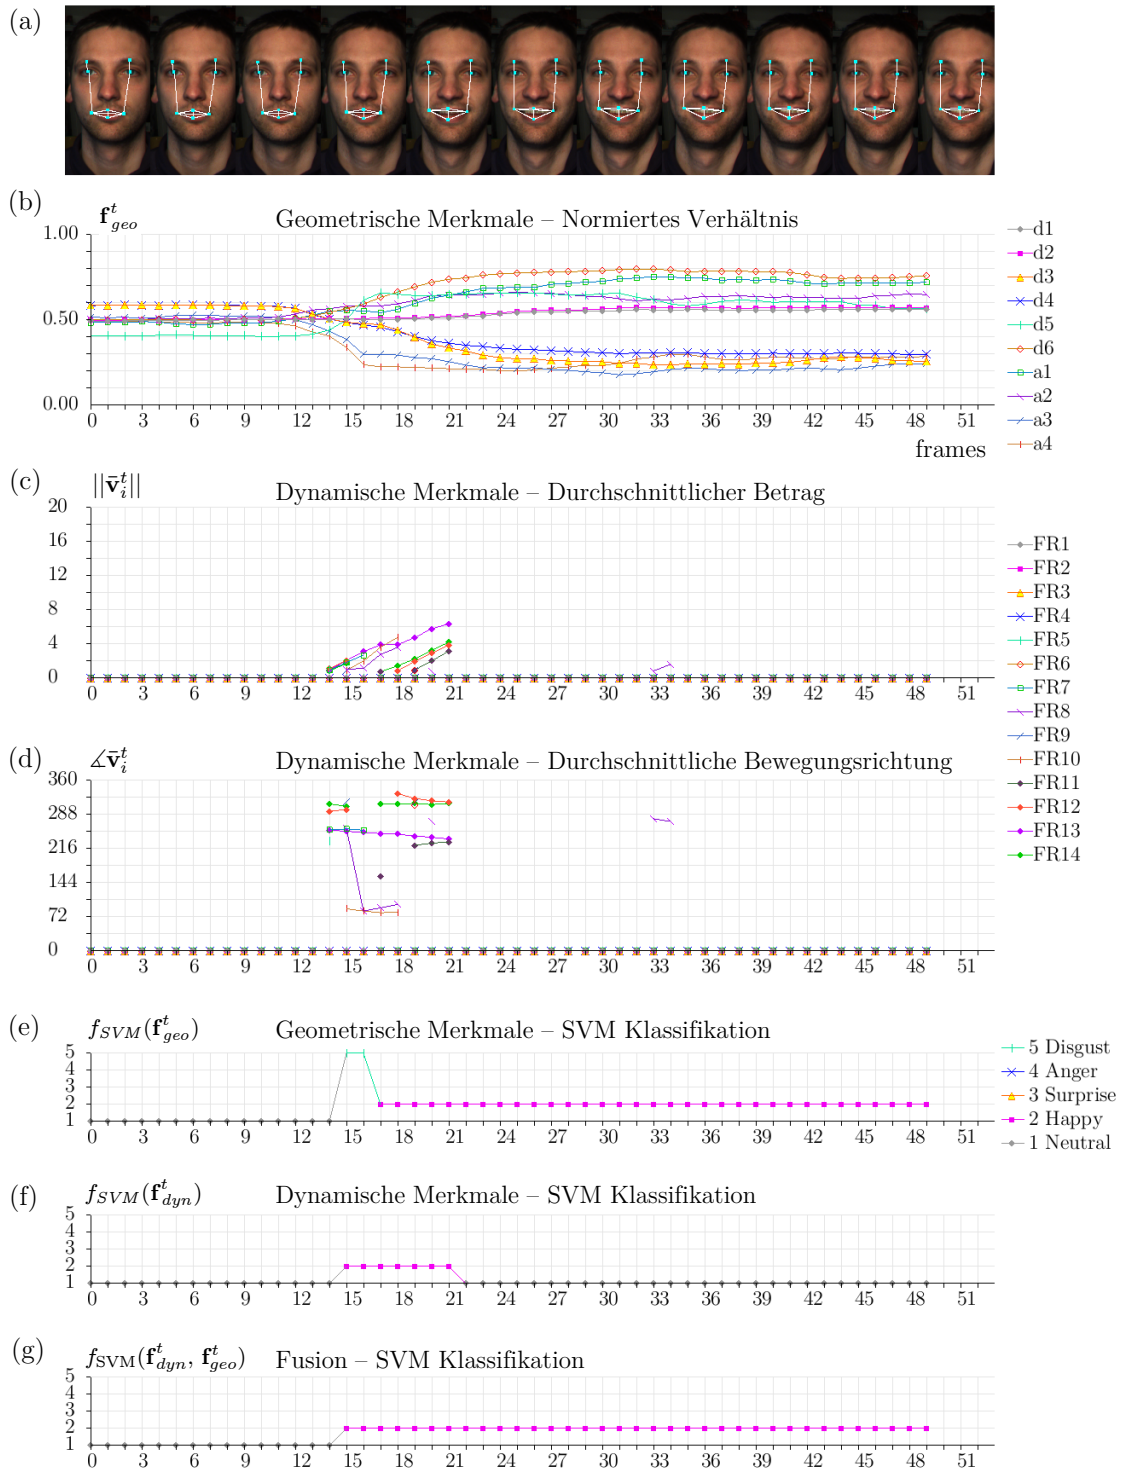 (a)
(b)
f^t_geo
Geometrische Merkmale – Normiertes Verhältnis
1.00
0.50
0.00
0 3 6 9 12 15 18 21 24 27 30 33 36 39 42 45 48 51
frames
d1
d2
d3
d4
d5
d6
a1
a2
a3
a4
(c)
||v̄^t_i||
Dynamische Merkmale – Durchschnittlicher Betrag
20
16
12
8
4
0
0 3 6 9 12 15 18 21 24 27 30 33 36 39 42 45 48 51
FR1
FR2
FR3
FR4
FR5
FR6
FR7
FR8
FR9
FR10
FR11
FR12
FR13
FR14
(d)
∡v̄^t_i
Dynamische Merkmale – Durchschnittliche Bewegungsrichtung
360
288
216
144
72
0
0 3 6 9 12 15 18 21 24 27 30 33 36 39 42 45 48 51
(e)
f_SVM(f^t_geo)
Geometrische Merkmale – SVM Klassifikation
5
4
3
2
1
0 3 6 9 12 15 18 21 24 27 30 33 36 39 42 45 48 51
5 Disgust
4 Anger
3 Surprise
2 Happy
1 Neutral
(f)
f_SVM(f^t_dyn)
Dynamische Merkmale – SVM Klassifikation
5
4
3
2
1
0 3 6 9 12 15 18 21 24 27 30 33 36 39 42 45 48 51
(g)
f_SVM(f^t_dyn, f^t_geo)
Fusion – SVM Klassifikation
5
4
3
2
1
0 3 6 9 12 15 18 21 24 27 30 33 36 39 42 45 48 51